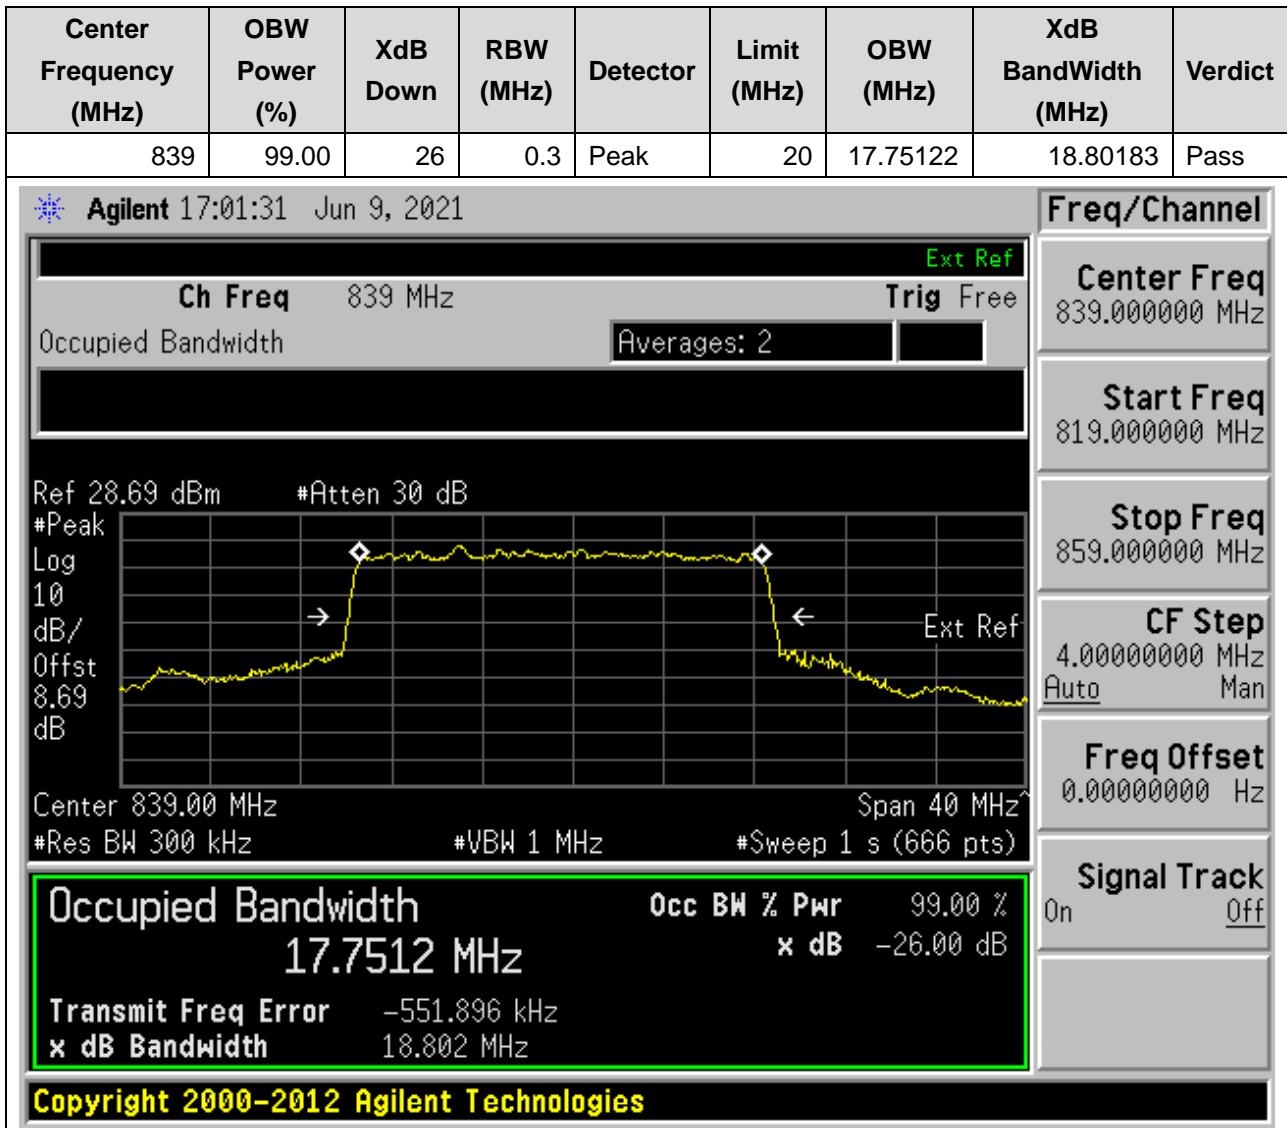 Center Frequency (MHz) OBW Power (%) XdB Down RBW (MHz) Detector Limit (MHz) OBW (MHz) XdB BandWidth (MHz) Verdict
839 99.00 26 0.3 Peak 20 17.75122 18.80183 Pass
Agilent 17:01:31 Jun 9, 2021
Ext Ref
Ch Freq 839 MHz Trig Free
Occupied Bandwidth Averages: 2
Ref 28.69 dBm #Atten 30 dB
#Peak
Log
10
dB/
Offst
8.69
dB
Ext Ref
Center 839.00 MHz Span 40 MHz^
#Res BW 300 kHz #VBW 1 MHz #Sweep 1 s (666 pts)
Occupied Bandwidth Occ BW % Pwr 99.00 %
17.7512 MHz x dB -26.00 dB
Transmit Freq Error -551.896 kHz
x dB Bandwidth 18.802 MHz
Copyright 2000-2012 Agilent Technologies
Freq/Channel
Center Freq
839.000000 MHz
Start Freq
819.000000 MHz
Stop Freq
859.000000 MHz
CF Step
4.00000000 MHz
Auto Man
Freq Offset
0.00000000 Hz
Signal Track
On Off